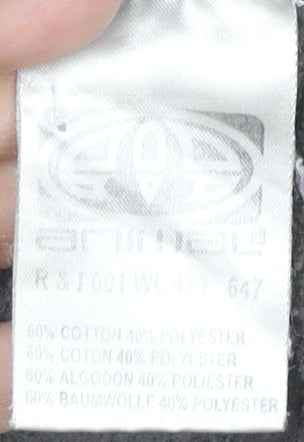 animal
R & I 001 WL 473 647
60% COTTON 40% POLYESTER
60% COTON 40% POLYESTER
60% ALGODON 40% POLIESTER
60% BAUMWOLLE 40% POLYESTER